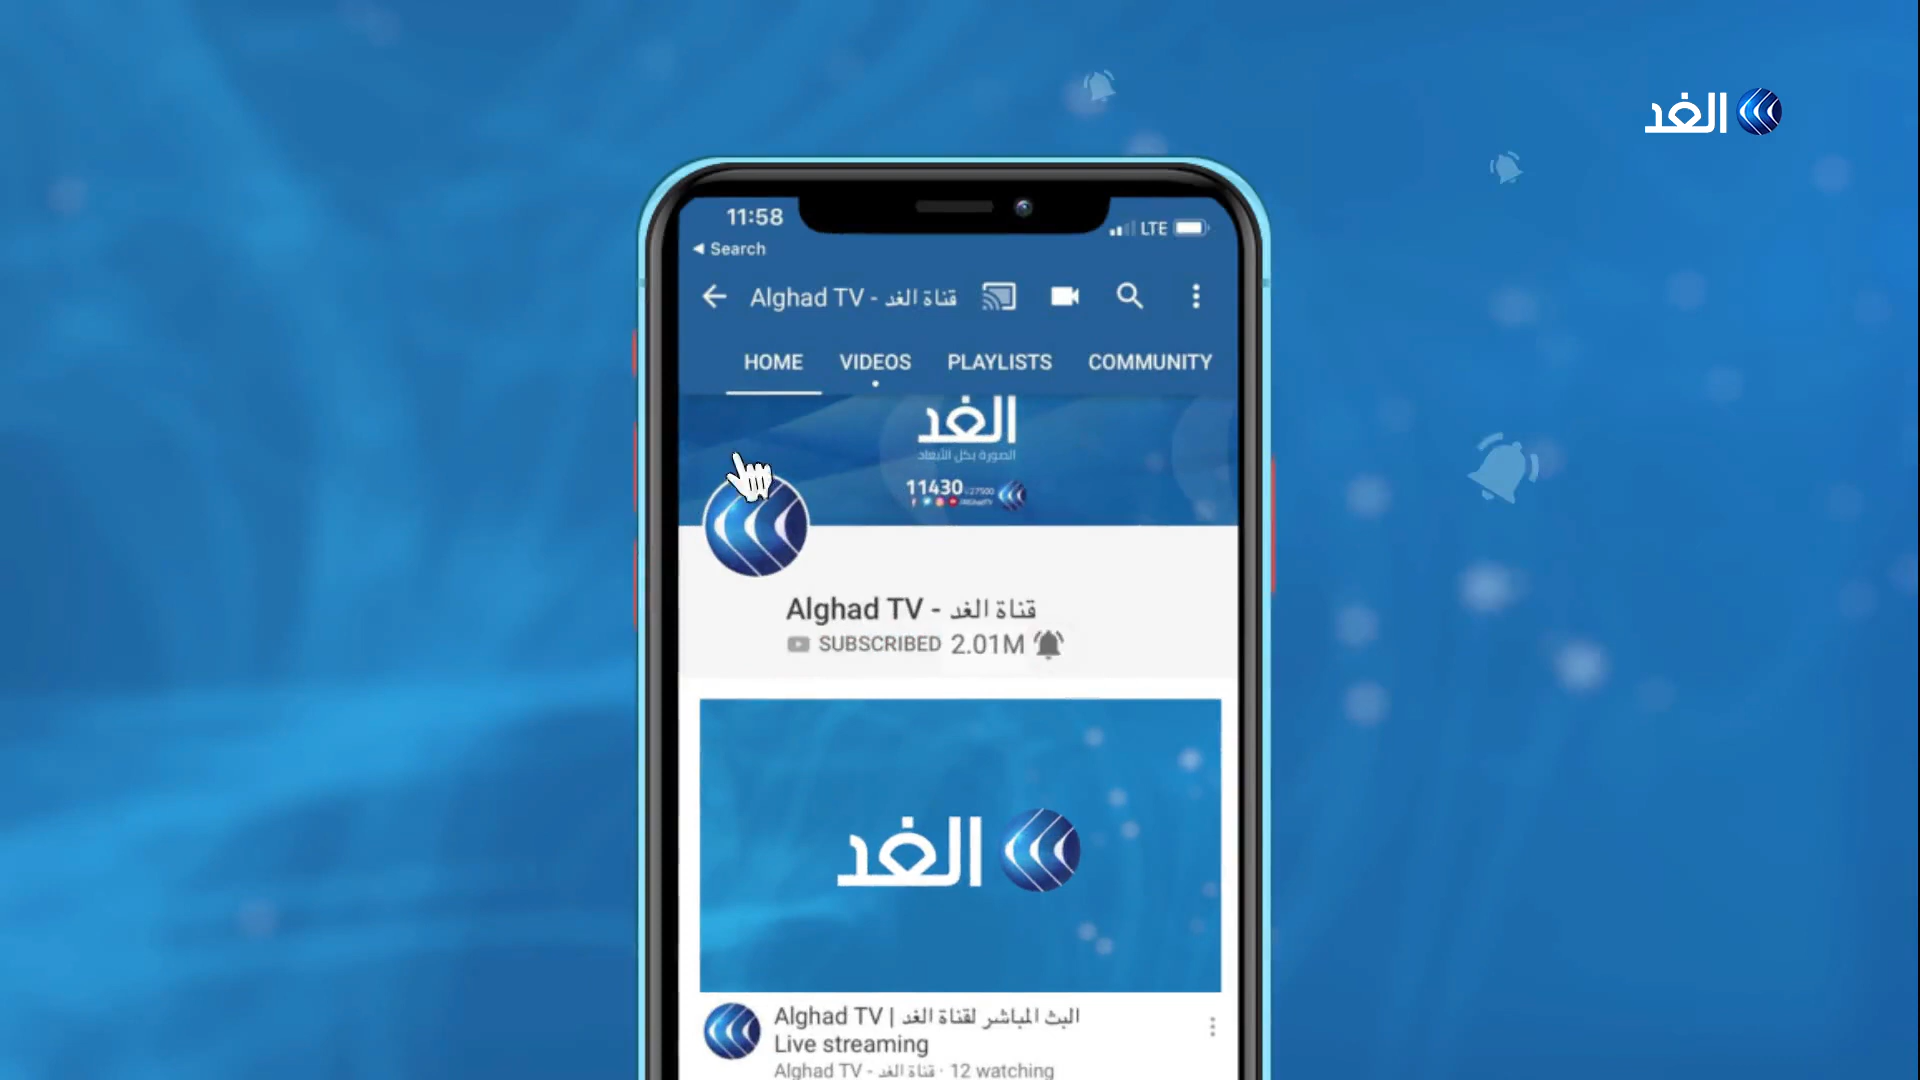 الغد
11:58
LTE
Search
Alghad TV - قناة الغد
HOME VIDEOS PLAYLISTS COMMUNITY
الغد
الصورة بكل الأبعاد
11430
27500
Alghad TV - قناة الغد
SUBSCRIBED 2.01M
الغد
Alghad TV | البث المباشر لقناة الغد
Live streaming
Alghad TV - قناة الغد · 12 watching